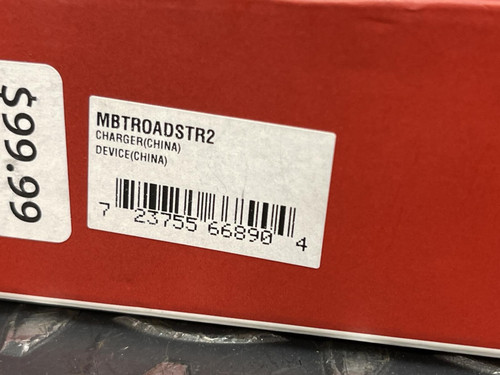 $99.99
MBTROADSTR2
CHARGER(CHINA)
DEVICE(CHINA)
7 23755 66890 4